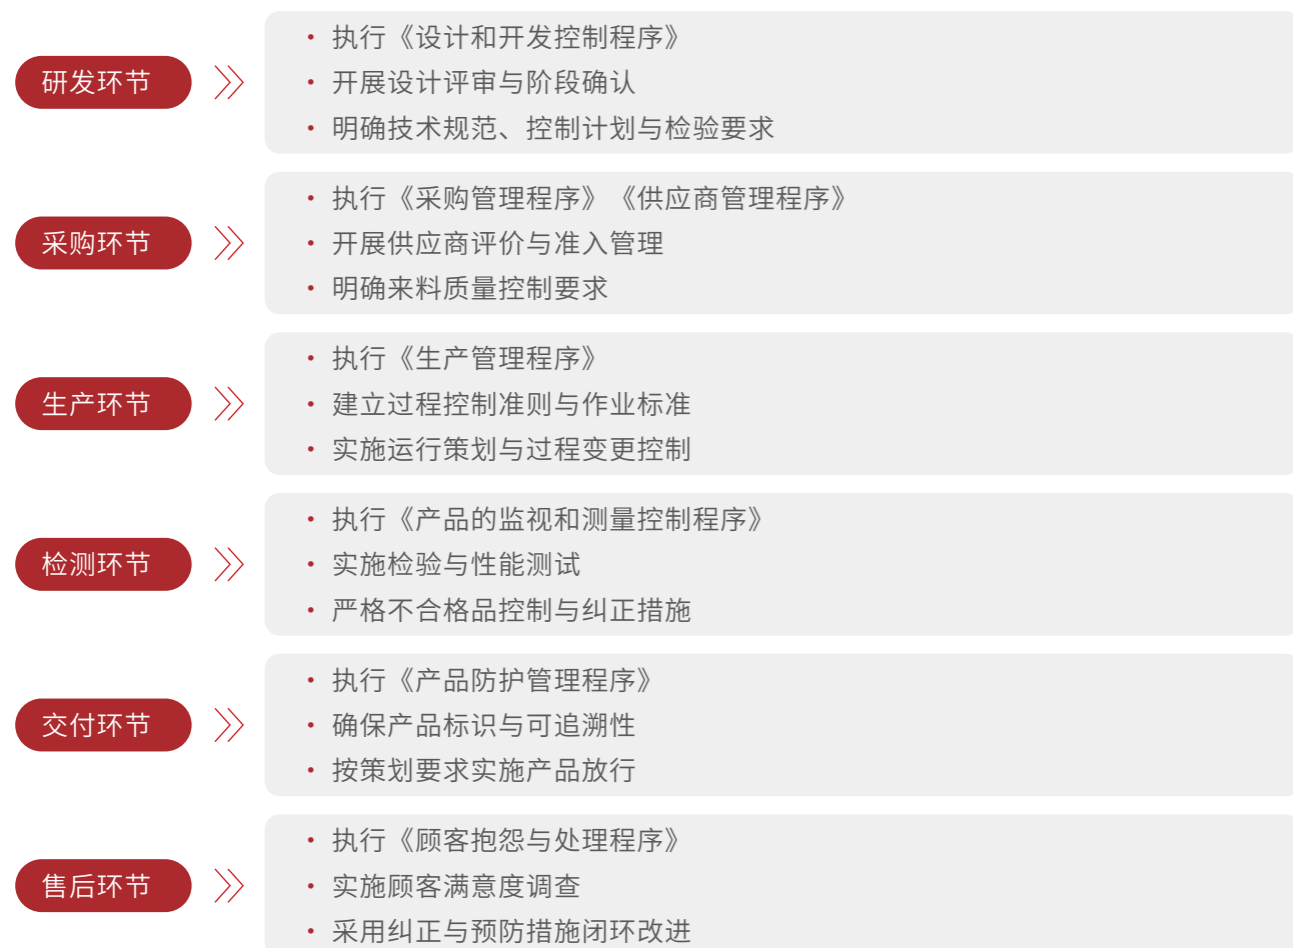 研发环节
• 执行《设计和开发控制程序》
• 开展设计评审与阶段确认
• 明确技术规范、控制计划与检验要求
采购环节
• 执行《采购管理程序》《供应商管理程序》
• 开展供应商评价与准入管理
• 明确来料质量控制要求
生产环节
• 执行《生产管理程序》
• 建立过程控制准则与作业标准
• 实施运行策划与过程变更控制
检测环节
• 执行《产品的监视和测量控制程序》
• 实施检验与性能测试
• 严格不合格品控制与纠正措施
交付环节
• 执行《产品防护管理程序》
• 确保产品标识与可追溯性
• 按策划要求实施产品放行
售后环节
• 执行《顾客抱怨与处理程序》
• 实施顾客满意度调查
• 采用纠正与预防措施闭环改进